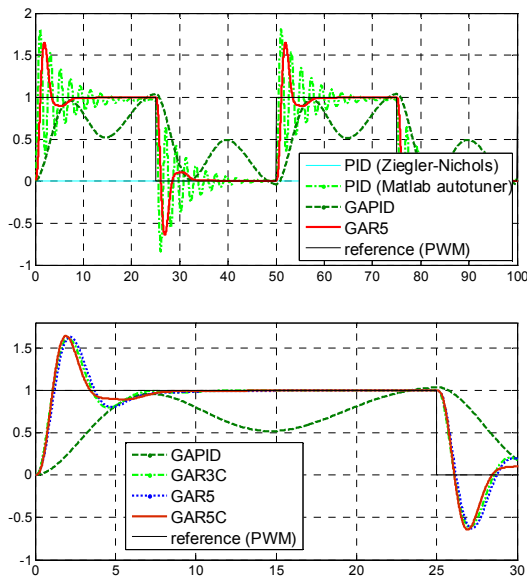 2
1.5
1
0.5
0
-0.5
-1
0 10 20 30 40 50 60 70 80 90 100
PID (Ziegler-Nichols)
PID (Matlab autotuner)
GAPID
GAR5
reference (PWM)
1.5
1
0.5
0
-0.5
-1
0 5 10 15 20 25 30
GAPID
GAR3C
GAR5
GAR5C
reference (PWM)